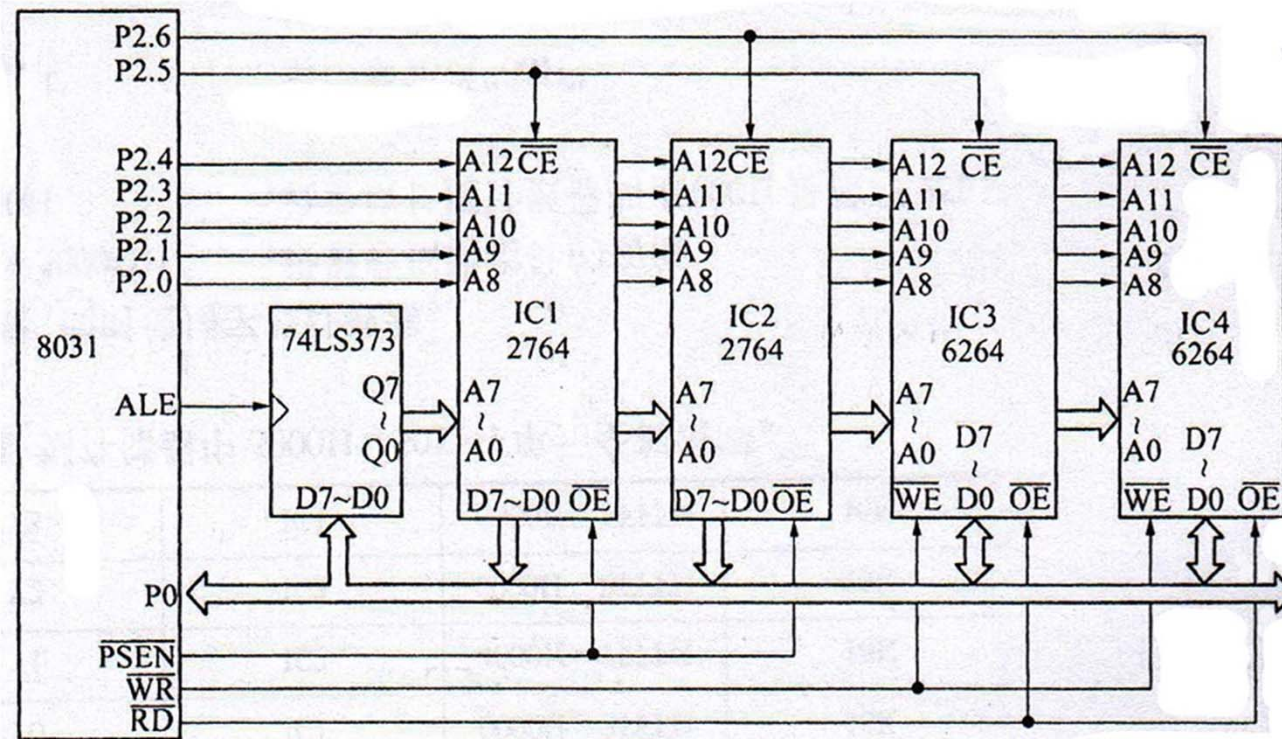 P2.6
P2.5
P2.4
P2.3
P2.2
P2.1
P2.0
8031
ALE
P0
PSEN
WR
RD
74LS373
Q7
~
Q0
D7~D0
A12 CE
A11
A10
A9
A8
IC1
2764
A7
~
A0
D7~D0 OE
A12 CE
A11
A10
A9
A8
IC2
2764
A7
~
A0
D7~D0 OE
A12 CE
A11
A10
A9
A8
IC3
6264
A7
~
A0
D7
~
WE D0 OE
A12 CE
A11
A10
A9
A8
IC4
6264
A7
~
A0
D7
~
WE D0 OE